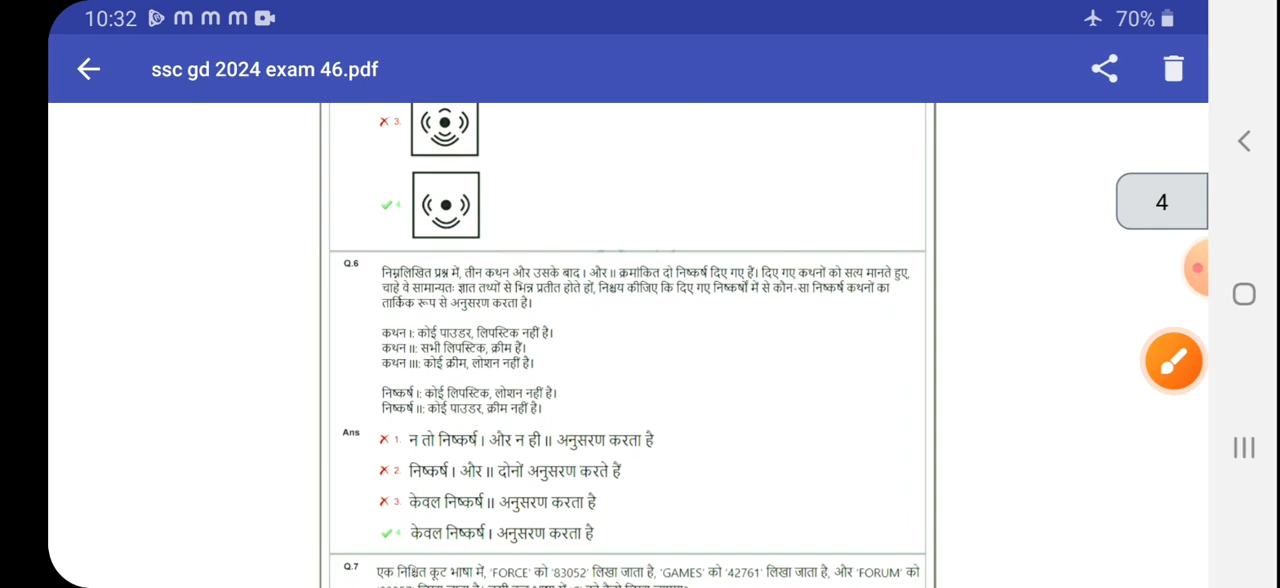 10:32 m m m 70%
ssc gd 2024 exam 46.pdf
3.
4
4
Q.6
निम्नलिखित प्रश्न में, तीन कथन और उसके बाद I और II क्रमांकित दो निष्कर्ष दिए गए हैं। दिए गए कथनों को सत्य मानते हुए,
चाहे वे सामान्यतः ज्ञात तथ्यों से भिन्न प्रतीत होते हों, निश्चय कीजिए कि दिए गए निष्कर्षों में से कौन-सा निष्कर्ष कथनों का
तार्किक रूप से अनुसरण करता है।
कथन I: कोई पाउडर, लिपस्टिक नहीं है।
कथन II: सभी लिपस्टिक, क्रीम हैं।
कथन III: कोई क्रीम, लोशन नहीं है।
निष्कर्ष I: कोई लिपस्टिक, लोशन नहीं है।
निष्कर्ष II: कोई पाउडर, क्रीम नहीं है।
Ans
1. न तो निष्कर्ष I और न ही II अनुसरण करता है
2. निष्कर्ष I और II दोनों अनुसरण करते हैं
3. केवल निष्कर्ष II अनुसरण करता है
4. केवल निष्कर्ष I अनुसरण करता है
Q.7
एक निश्चित कूट भाषा में, 'FORCE' को '83052' लिखा जाता है, 'GAMES' को '42761' लिखा जाता है, और 'FORUM' को